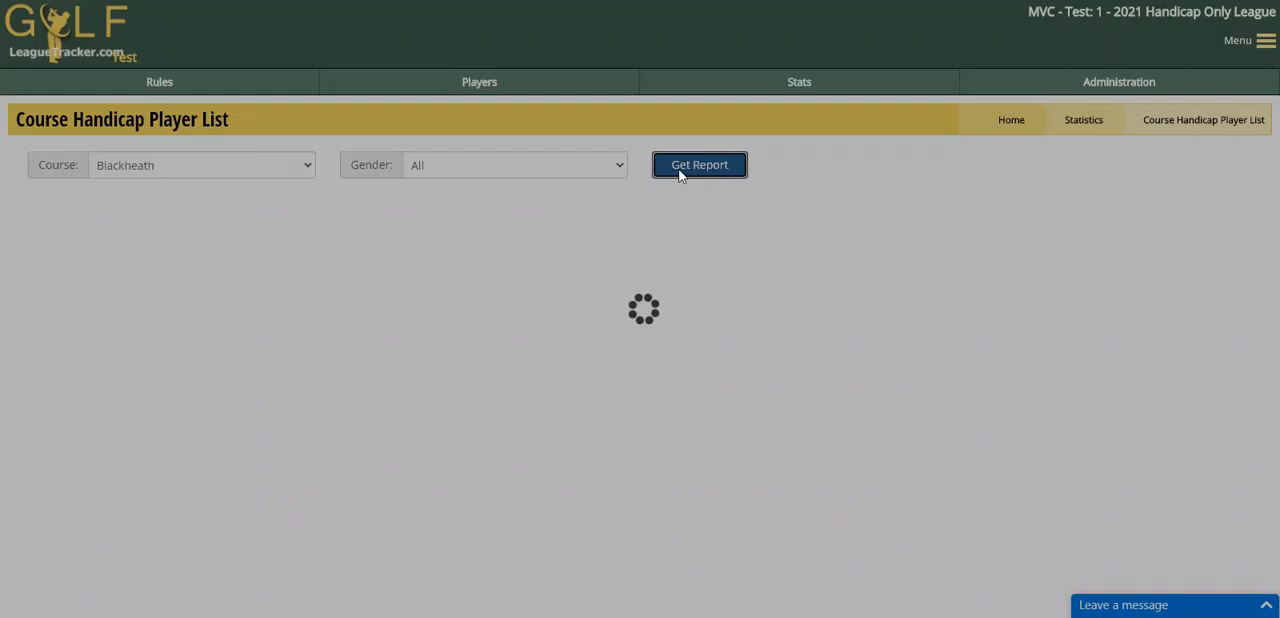 GOLF
LeagueTracker.com
Test
MVC - Test: 1 - 2021 Handicap Only League
Menu
Rules Players Stats Administration
Course Handicap Player List
Home Statistics Course Handicap Player List
Course: Blackheath Gender: All Get Report
Leave a message